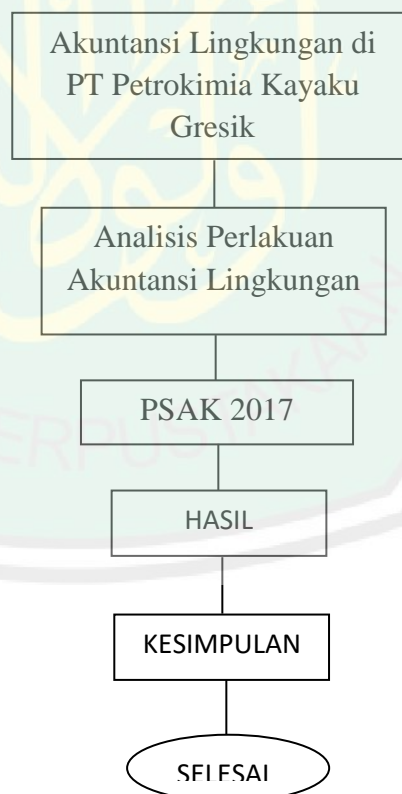 Akuntansi Lingkungan di
PT Petrokimia Kayaku
Gresik
Analisis Perlakuan
Akuntansi Lingkungan
PSAK 2017
HASIL
KESIMPULAN
SELESAI